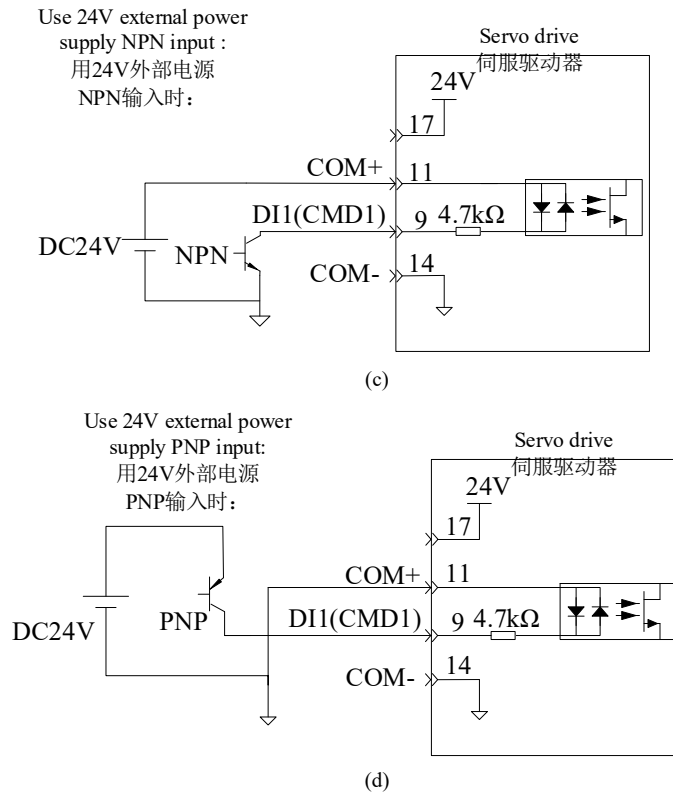 Use 24V external power
supply NPN input :
用24V外部电源
NPN输入时：
Servo drive
伺服驱动器
24V
17
COM+
11
DI1(CMD1)
9
4.7kΩ
DC24V
NPN
COM-
14
(c)
Use 24V external power
supply PNP input:
用24V外部电源
PNP输入时：
Servo drive
伺服驱动器
24V
17
COM+
11
PNP
DI1(CMD1)
9
4.7kΩ
DC24V
COM-
14
(d)